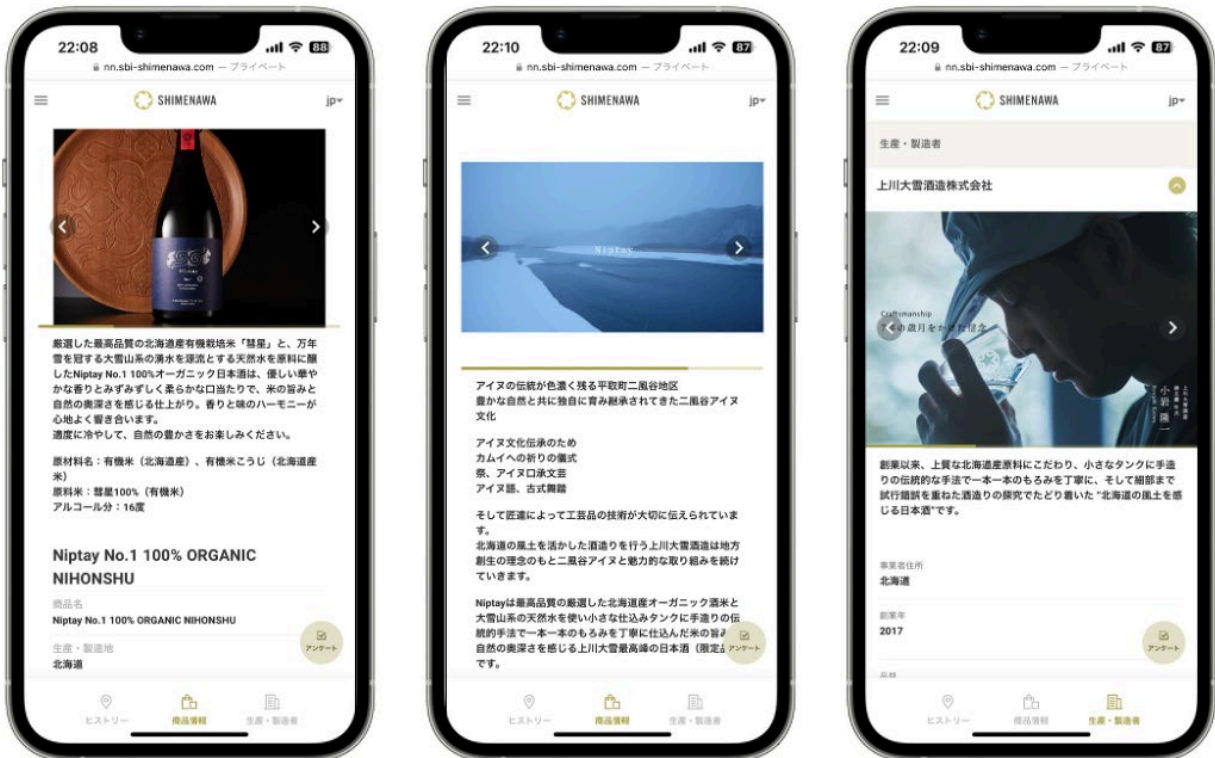 22:08
88
nn.sbi-shimenawa.com — プライベート
SHIMENAWA
jp
厳選した最高品質の北海道産有機栽培米「彗星」と、万年
雪を冠する大雪山系の湧水を源流とする天然水を原料に醸
したNiptay No.1 100%オーガニック日本酒は、優しい華や
かな香りとみずみずしく柔らかな口当たりで、米の旨みと
自然の奥深さを感じる仕上がり。香りと味のハーモニーが
心地よく響き合います。
適度に冷やして、自然の豊かさをお楽しみください。
原材料名：有機米（北海道産）、有機米こうじ（北海道産
米）
原料米：彗星100%（有機米）
アルコール分：16度
Niptay No.1 100% ORGANIC
NIHONSHU
商品名
Niptay No.1 100% ORGANIC NIHONSHU
生産・製造地
北海道
アンケート
ヒストリー
商品情報
生産・製造者
22:10
87
nn.sbi-shimenawa.com — プライベート
SHIMENAWA
jp
Niptay
アイヌの伝統が色濃く残る平取町二風谷地区
豊かな自然と共に独自に育み継承されてきた二風谷アイヌ
文化
アイヌ文化伝承のため
カムイへの祈りの儀式
祭、アイヌ口承文芸
アイヌ語、古式舞踊
そして匠達によって工芸品の技術が大切に伝えられていま
す。
北海道の風土を活かした酒造りを行う上川大雪酒造は地方
創生の理念のもと二風谷アイヌと魅力的な取り組みを続け
ていきます。
Niptayは最高品質の厳選した北海道産オーガニック酒米と
大雪山系の天然水を使い小さな仕込みタンクに手造りの伝
統的手法で一本一本のもろみを丁寧に仕込んだ米の旨み
自然の奥深さを感じる上川大雪最高峰の日本酒（限定
です。
アンケート
ヒストリー
商品情報
生産・製造者
22:09
87
nn.sbi-shimenawa.com — プライベート
SHIMENAWA
jp
生産・製造者
上川大雪酒造株式会社
Craftsmanship
の歳月をかけた信念
上川大雪酒造
小岩 隆一
創業以来、上質な北海道産原料にこだわり、小さなタンクに手造
りの伝統的な手法で一本一本のもろみを丁寧に、そして細部まで
試行錯誤を重ねた酒造りの探究でたどり着いた “北海道の風土を感
じる日本酒”です。
事業者住所
北海道
創業年
2017
アンケート
ヒストリー
商品情報
生産・製造者